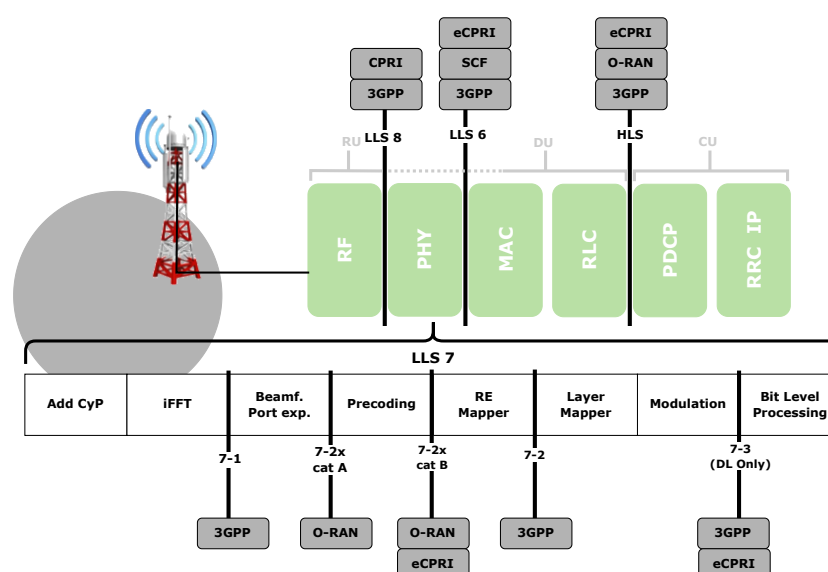 eCPRI
eCPRI
CPRI
SCF
O-RAN
3GPP
3GPP
3GPP
LLS 8
LLS 6
HLS
RU
DU
CU
RF
PHY
MAC
RLC
PDCP
RRC IP
LLS 7
Add CyP
iFFT
Beamf.
Port exp.
Precoding
RE
Mapper
Layer
Mapper
Modulation
Bit Level
Processing
7-1
7-2x
cat A
7-2x
cat B
7-2
7-3
(DL Only)
3GPP
O-RAN
O-RAN
eCPRI
3GPP
3GPP
eCPRI